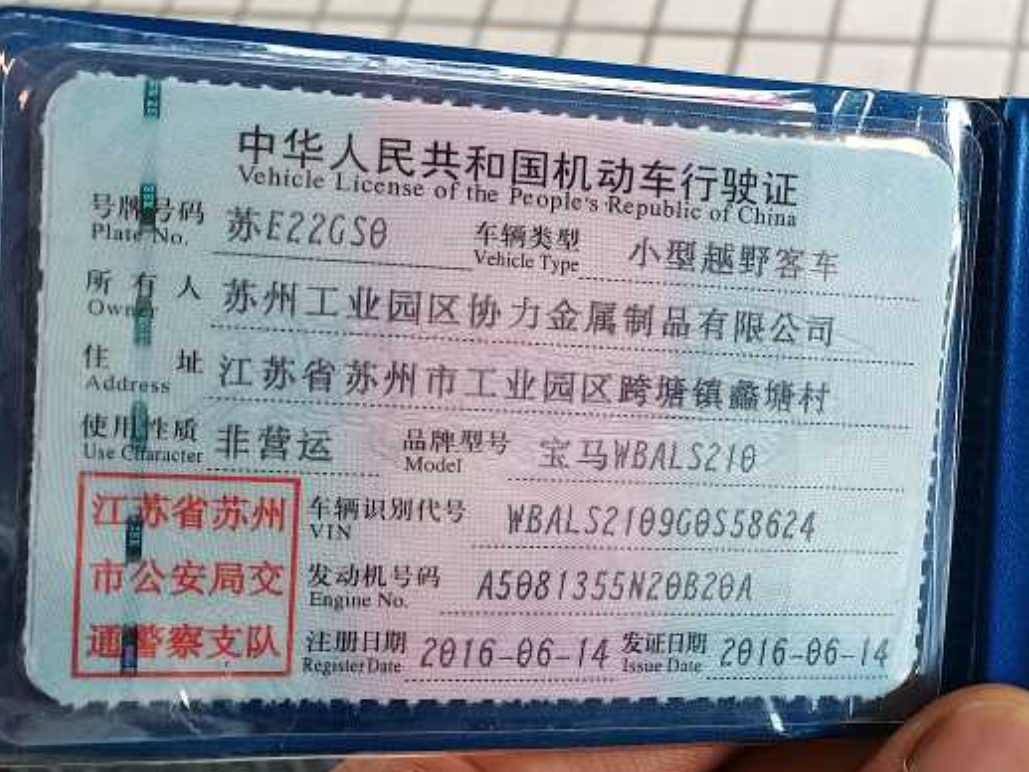 中华人民共和国机动车行驶证
Vehicle License of the People's Republic of China
号牌号码 苏E22GS0 车辆类型 小型越野客车
Plate No. Vehicle Type
所有人 苏州工业园区协力金属制品有限公司
Owner
住址 江苏省苏州市工业园区跨塘镇蠡塘村
Address
使用性质 非营运 品牌型号 宝马WBALS210
Use Character Model
江苏省苏州 车辆识别代号 WBALS2109G0S58624
VIN
市公安局交 发动机号码 A5081355N20B20A
Engine No.
通警察支队 注册日期 2016-06-14 发证日期 2016-06-14
Register Date Issue Date